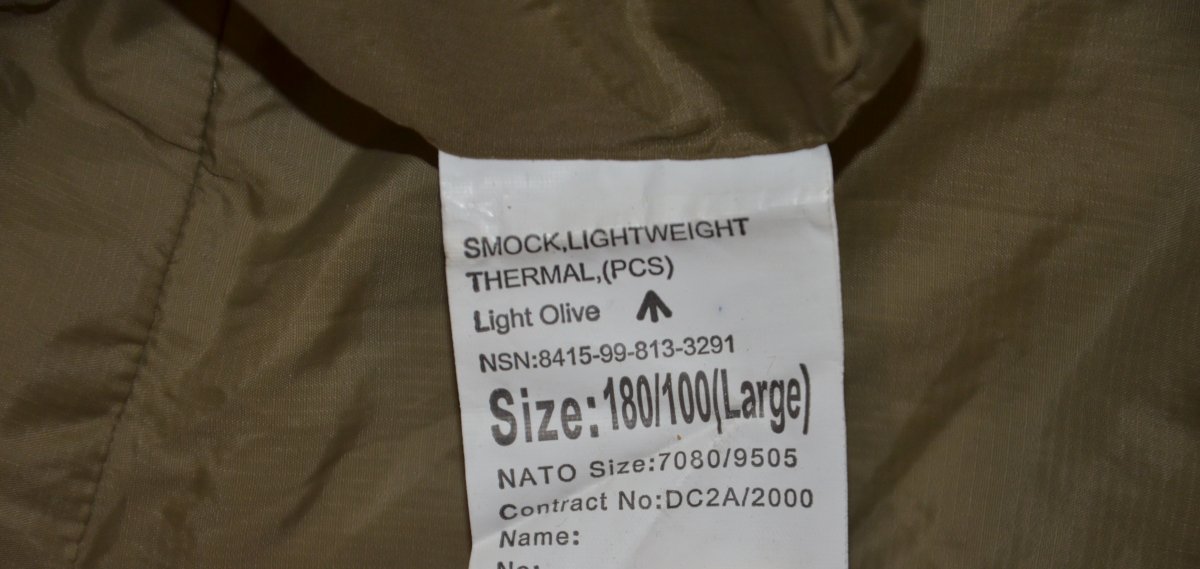 SMOCK,LIGHTWEIGHT
THERMAL,(PCS)
Light Olive
NSN:8415-99-813-3291
Size:180/100(Large)
NATO Size:7080/9505
Contract No:DC2A/2000
Name:
No: